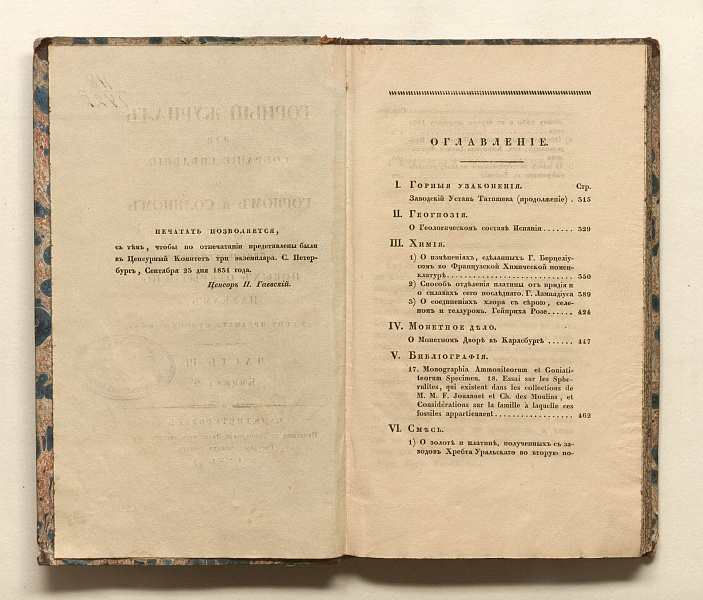 ПЕЧАТАТЬ ПОЗВОЛЯЕТСЯ,
съ тѣмъ, чтобы по отпечатаніи представлены были
въ Ценсурный Комитетъ три экземпляра. С. Петер-
бургъ, Сентября 25 дня 1831 года.
Ценсоръ П. Гаевскій.
ОГЛАВЛЕНІЕ.
I. Горныя узаконенія. Стр.
Заводскій Уставъ Татищева (продолженіе) . 315
II. Геогнозія.
О Геологическомъ составѣ Испаніи . . . . . . 329
III. Химія.
1) О измѣненіяхъ, сдѣланныхъ Г. Берцеліу-
сомъ во Французской Химической номен-
клатурѣ . . . . . . 350
2) Способъ отдѣленія платины отъ иридія и
о сплавахъ сего послѣдняго. Г. Лампадіуса 389
3) О соединеніяхъ хлора съ сѣрою, селе-
номъ и теллуромъ. Гейнриха Розе . . . . . . 424
IV. Монетное дѣло.
О Монетномъ Дворѣ въ Карлсбургѣ . . . . . . 447
V. Библіографія.
17. Monographia Ammoniteorum et Goniati-
teorum Specimen. 18. Essai sur les Sphe-
rulites, qui existent dans les collections de
M. M. F. Jouannet et Ch. des Moulins, et
Considérations sur la famille à laquelle ces
fossiles appartiennent . . . . . . 462
VI. Смѣсь.
1) О золотѣ и платинѣ, полученныхъ съ за-
водовъ Хребта Уральскаго во вторую по-